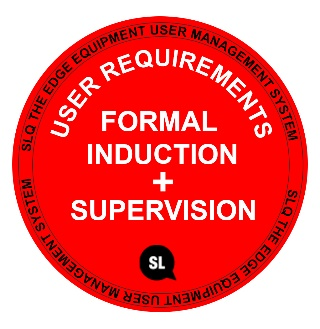 SLQ THE EDGE EQUIPMENT USER MANAGEMENT SYSTEM
USER REQUIREMENTS
FORMAL
INDUCTION
+
SUPERVISION
SL
SLQ THE EDGE EQUIPMENT USER MANAGEMENT SYSTEM